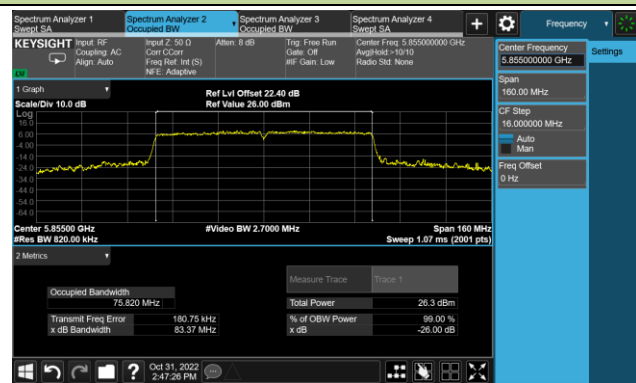 Spectrum Analyzer 1
Swept SA
Spectrum Analyzer 2
Occupied BW
Spectrum Analyzer 3
Occupied BW
Spectrum Analyzer 4
Swept SA
+
Frequency
KEYSIGHT
LXI
Input: RF
Coupling: AC
Align: Auto
Input Z: 50 Ω
Corr CCorr
Freq Ref: Int (S)
NFE: Adaptive
Atten: 8 dB
Trig: Free Run
Gate: Off
#IF Gain: Low
Center Freq: 5.855000000 GHz
Avg|Hold:>10/10
Radio Std: None
Center Frequency
5.855000000 GHz
Settings
Span
160.00 MHz
CF Step
16.000000 MHz
Auto
Man
Freq Offset
0 Hz
1 Graph
Scale/Div 10.0 dB
Ref Lvl Offset 22.40 dB
Ref Value 26.00 dBm
Log
16.0
6.00
-4.00
-14.0
-24.0
-34.0
-44.0
-54.0
-64.0
Center 5.85500 GHz
#Res BW 820.00 kHz
#Video BW 2.7000 MHz
Span 160 MHz
Sweep 1.07 ms (2001 pts)
2 Metrics
Measure Trace
Trace 1
Occupied Bandwidth
75.820 MHz
Total Power
26.3 dBm
Transmit Freq Error
180.75 kHz
% of OBW Power
99.00 %
x dB Bandwidth
83.37 MHz
x dB
-26.00 dB
?
Oct 31, 2022
2:47:26 PM